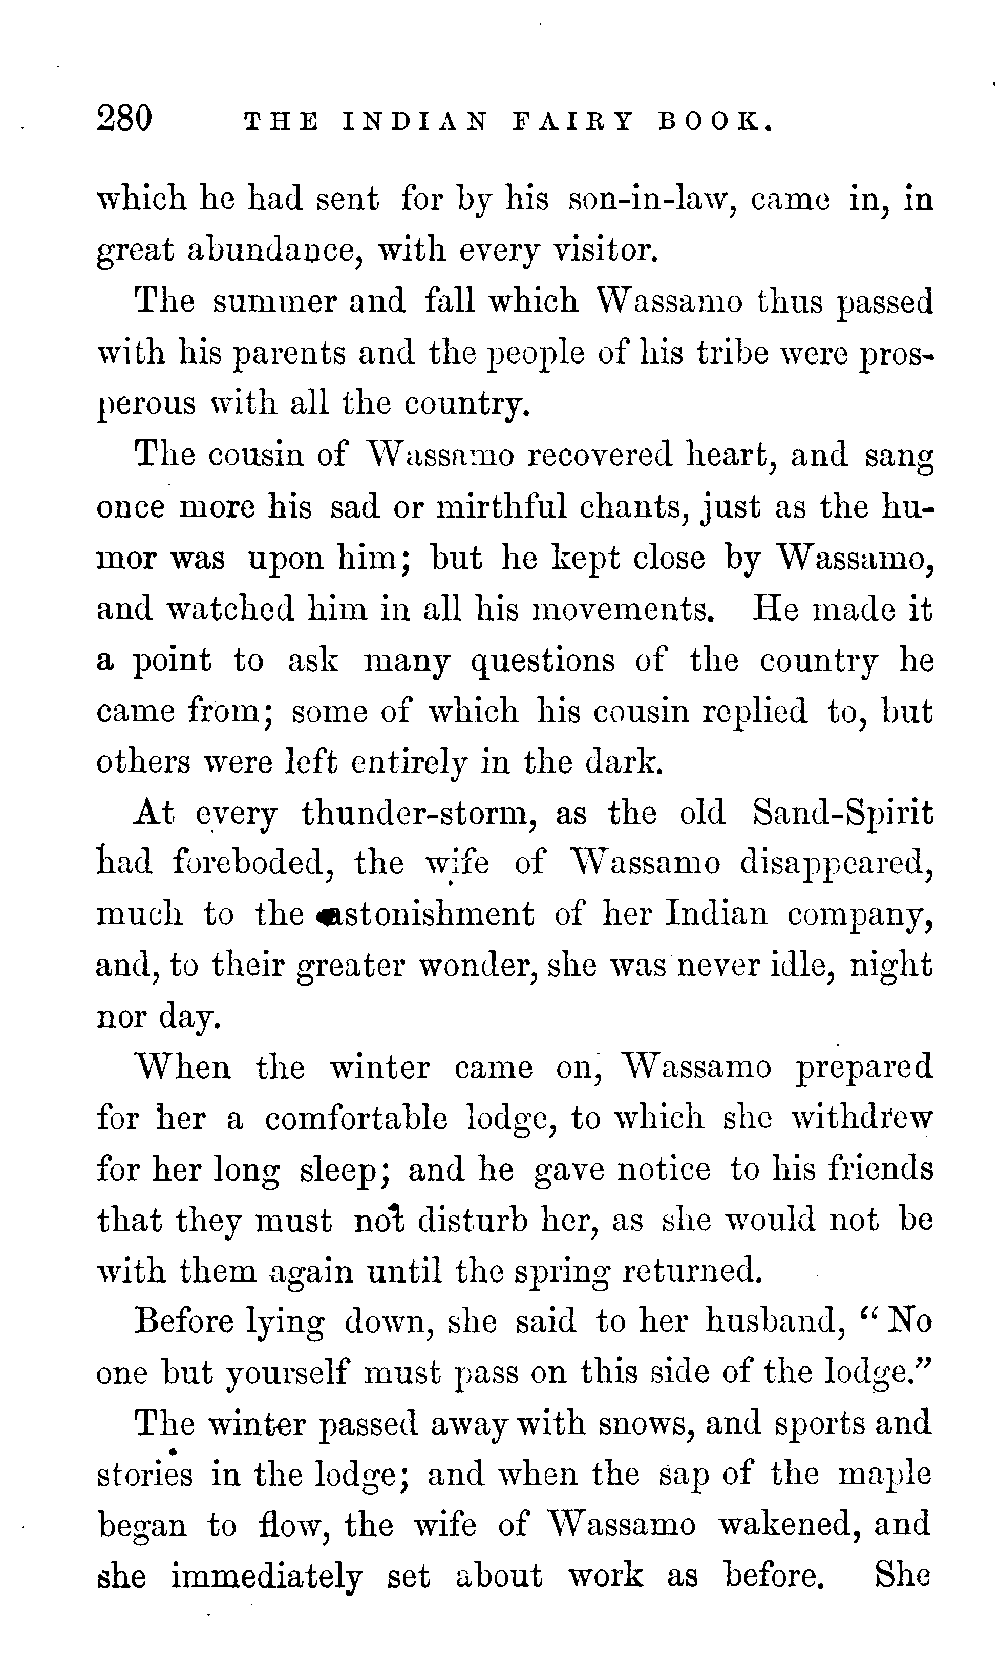 280 THE INDIAN FAIRY BOOK.
which he had sent for by his son-in-law, came in, in
great abundance, with every visitor.
The summer and fall which Wassamo thus passed
with his parents and the people of his tribe were pros-
perous with all the country.
The cousin of Wassamo recovered heart, and sang
once more his sad or mirthful chants, just as the hu-
mor was upon him; but he kept close by Wassamo,
and watched him in all his movements. He made it
a point to ask many questions of the country he
came from; some of which his cousin replied to, but
others were left entirely in the dark.
At every thunder-storm, as the old Sand-Spirit
had foreboded, the wife of Wassamo disappeared,
much to the astonishment of her Indian company,
and, to their greater wonder, she was never idle, night
nor day.
When the winter came on, Wassamo prepared
for her a comfortable lodge, to which she withdrew
for her long sleep; and he gave notice to his friends
that they must not disturb her, as she would not be
with them again until the spring returned.
Before lying down, she said to her husband, "No
one but yourself must pass on this side of the lodge."
The winter passed away with snows, and sports and
stories in the lodge; and when the sap of the maple
began to flow, the wife of Wassamo wakened, and
she immediately set about work as before. She